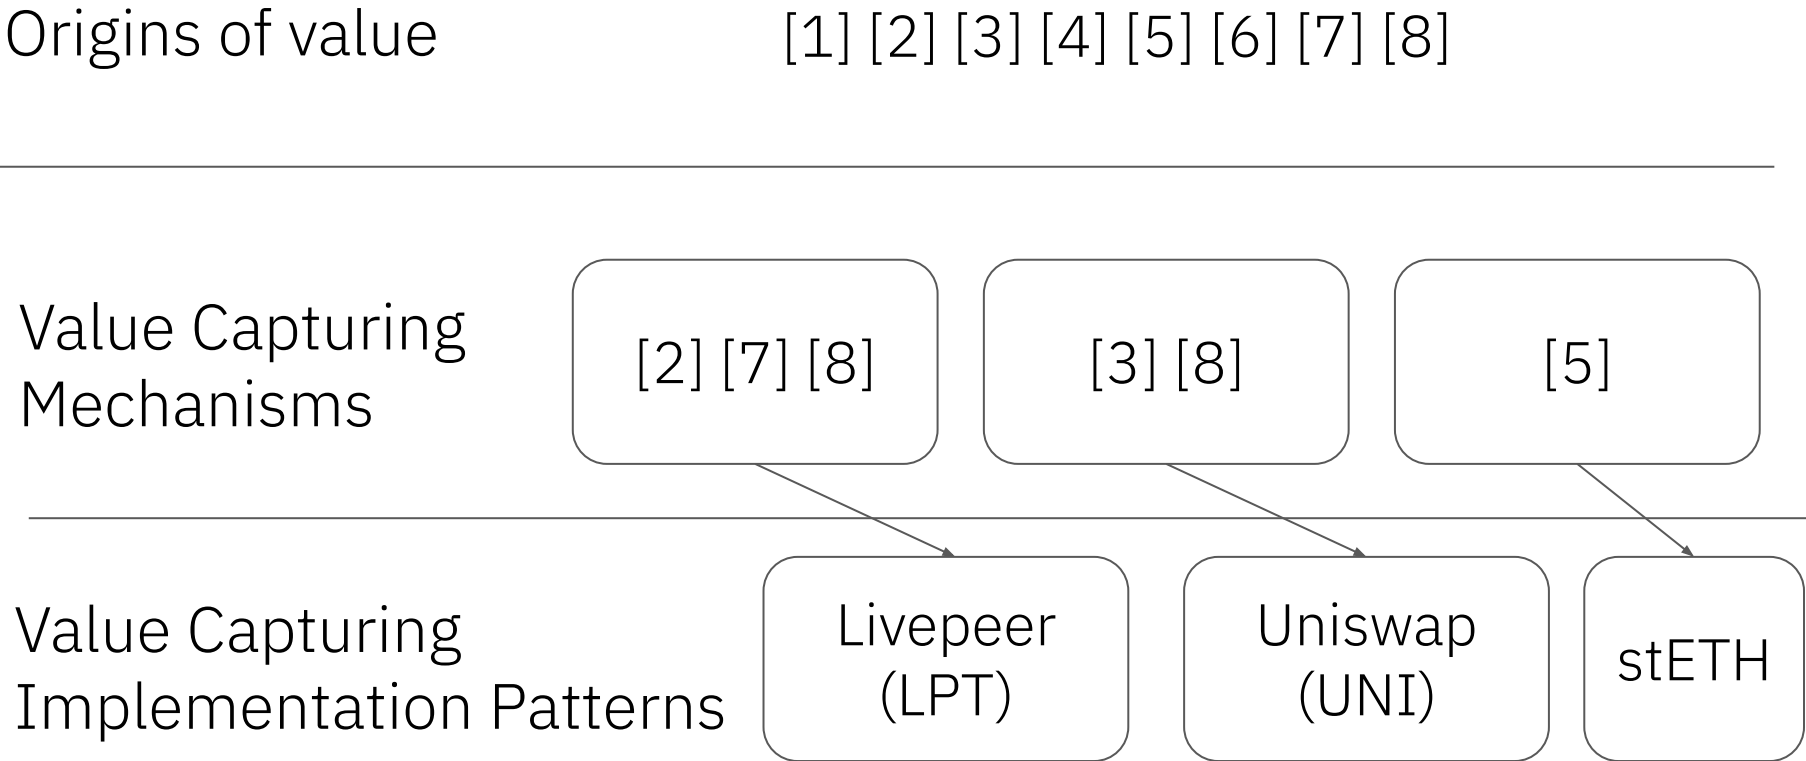 Origins of value
[1] [2] [3] [4] [5] [6] [7] [8]
Value Capturing
Mechanisms
[2] [7] [8]
[3] [8]
[5]
Value Capturing
Implementation Patterns
Livepeer
(LPT)
Uniswap
(UNI)
stETH